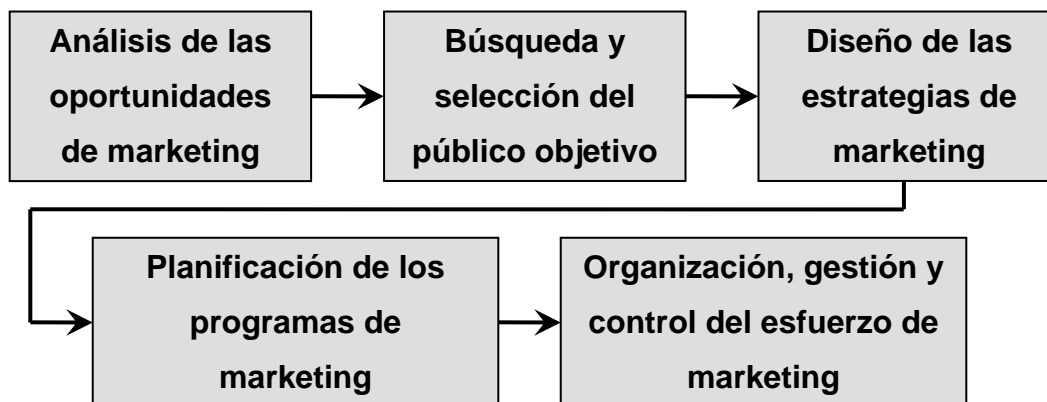 Análisis de las
oportunidades
de marketing
Búsqueda y
selección del
público objetivo
Diseño de las
estrategias de
marketing
Planificación de los
programas de
marketing
Organización, gestión y
control del esfuerzo de
marketing